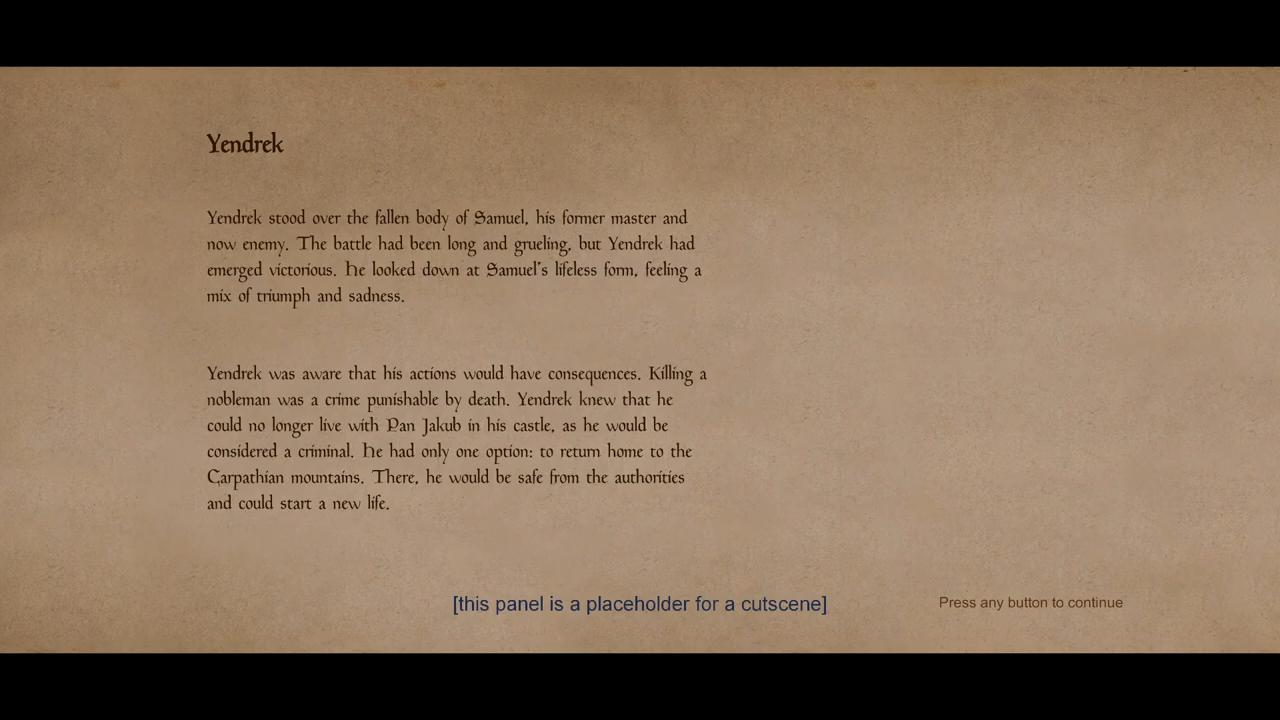 Yendrek
Yendrek stood over the fallen body of Samuel, his former master and
now enemy. The battle had been long and grueling, but Yendrek had
emerged victorious. He looked down at Samuel's lifeless form, feeling a
mix of triumph and sadness.
Yendrek was aware that his actions would have consequences. Killing a
nobleman was a crime punishable by death. Yendrek knew that he
could no longer live with Pan Jakub in his castle, as he would be
considered a criminal. He had only one option: to return home to the
Carpathian mountains. There, he would be safe from the authorities
and could start a new life.
[this panel is a placeholder for a cutscene]
Press any button to continue